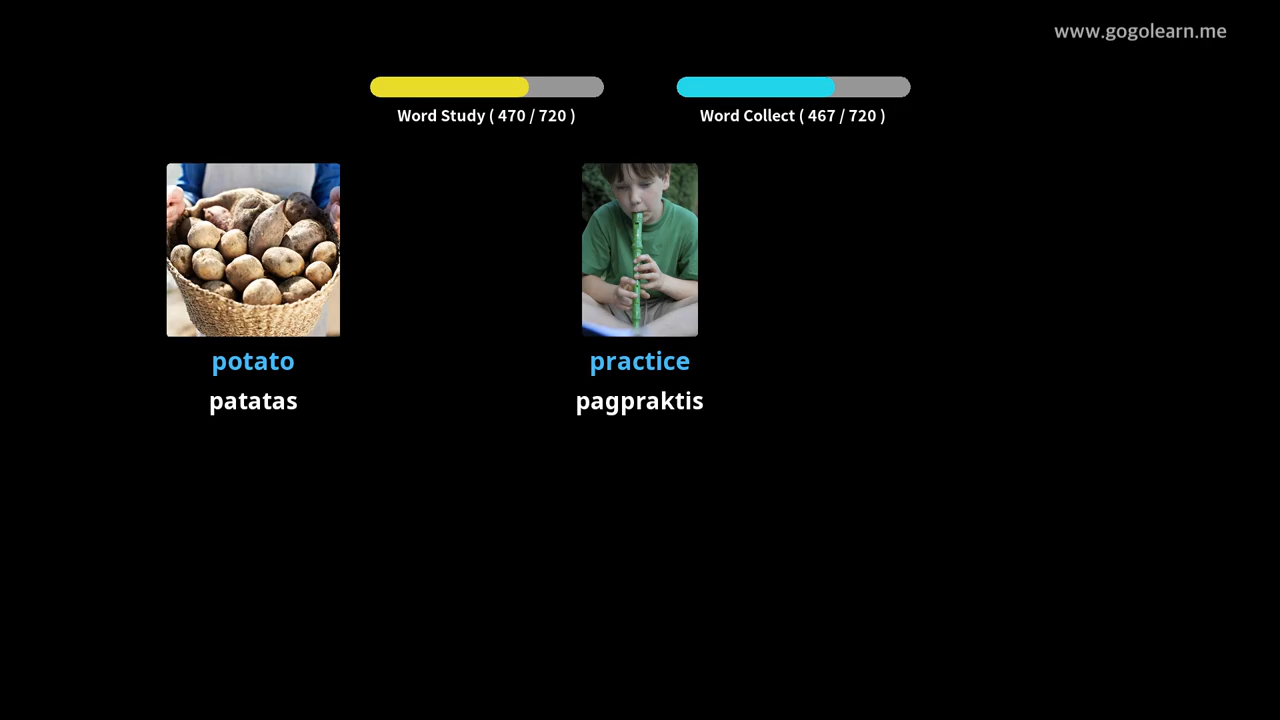 www.gogolearn.me
Word Study ( 470 / 720 )
Word Collect ( 467 / 720 )
potato
patatas
practice
pagpraktis